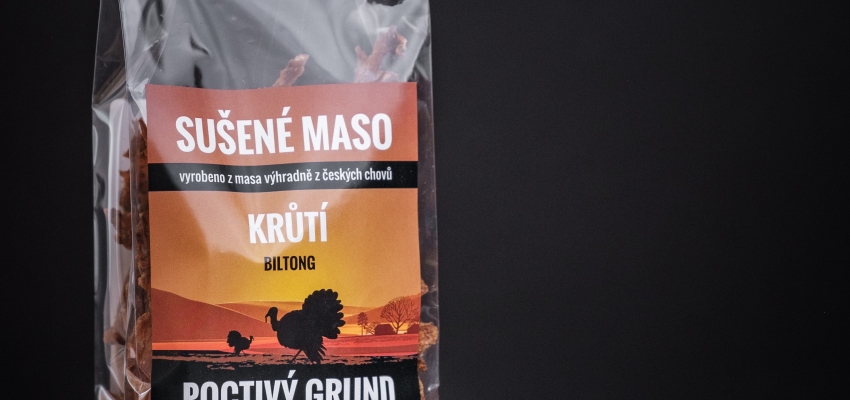 SUŠENÉ MASO
vyrobeno z masa výhradně z českých chovů
KRŮTÍ
BILTONG
POCTIVÝ GRUND